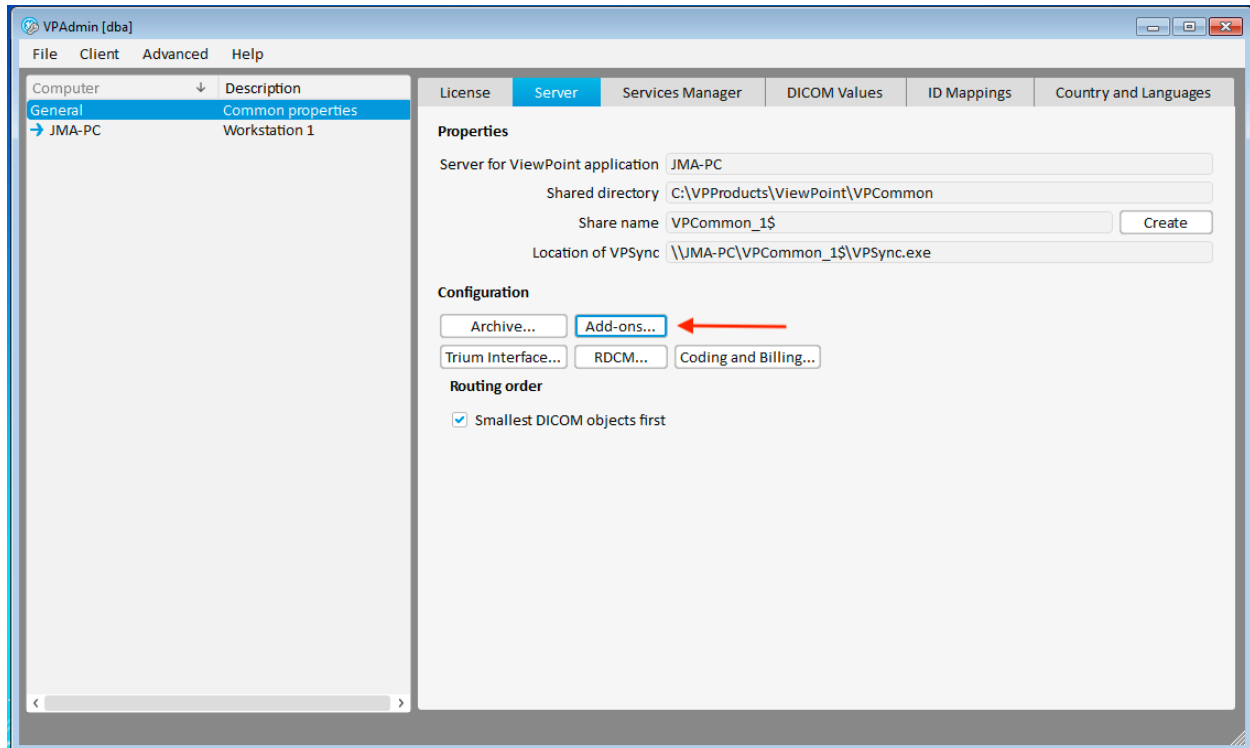 VPAdmin [dba]
File Client Advanced Help
Computer Description
General Common properties
JMA-PC Workstation 1
License Server Services Manager DICOM Values ID Mappings Country and Languages
Properties
Server for ViewPoint application JMA-PC
Shared directory C:\VPProducts\ViewPoint\VPCommon
Share name VPCommon_1$ Create
Location of VPSync \\JMA-PC\VPCommon_1$\VPSync.exe
Configuration
Archive... Add-ons...
Trium Interface... RDCM... Coding and Billing...
Routing order
Smallest DICOM objects first